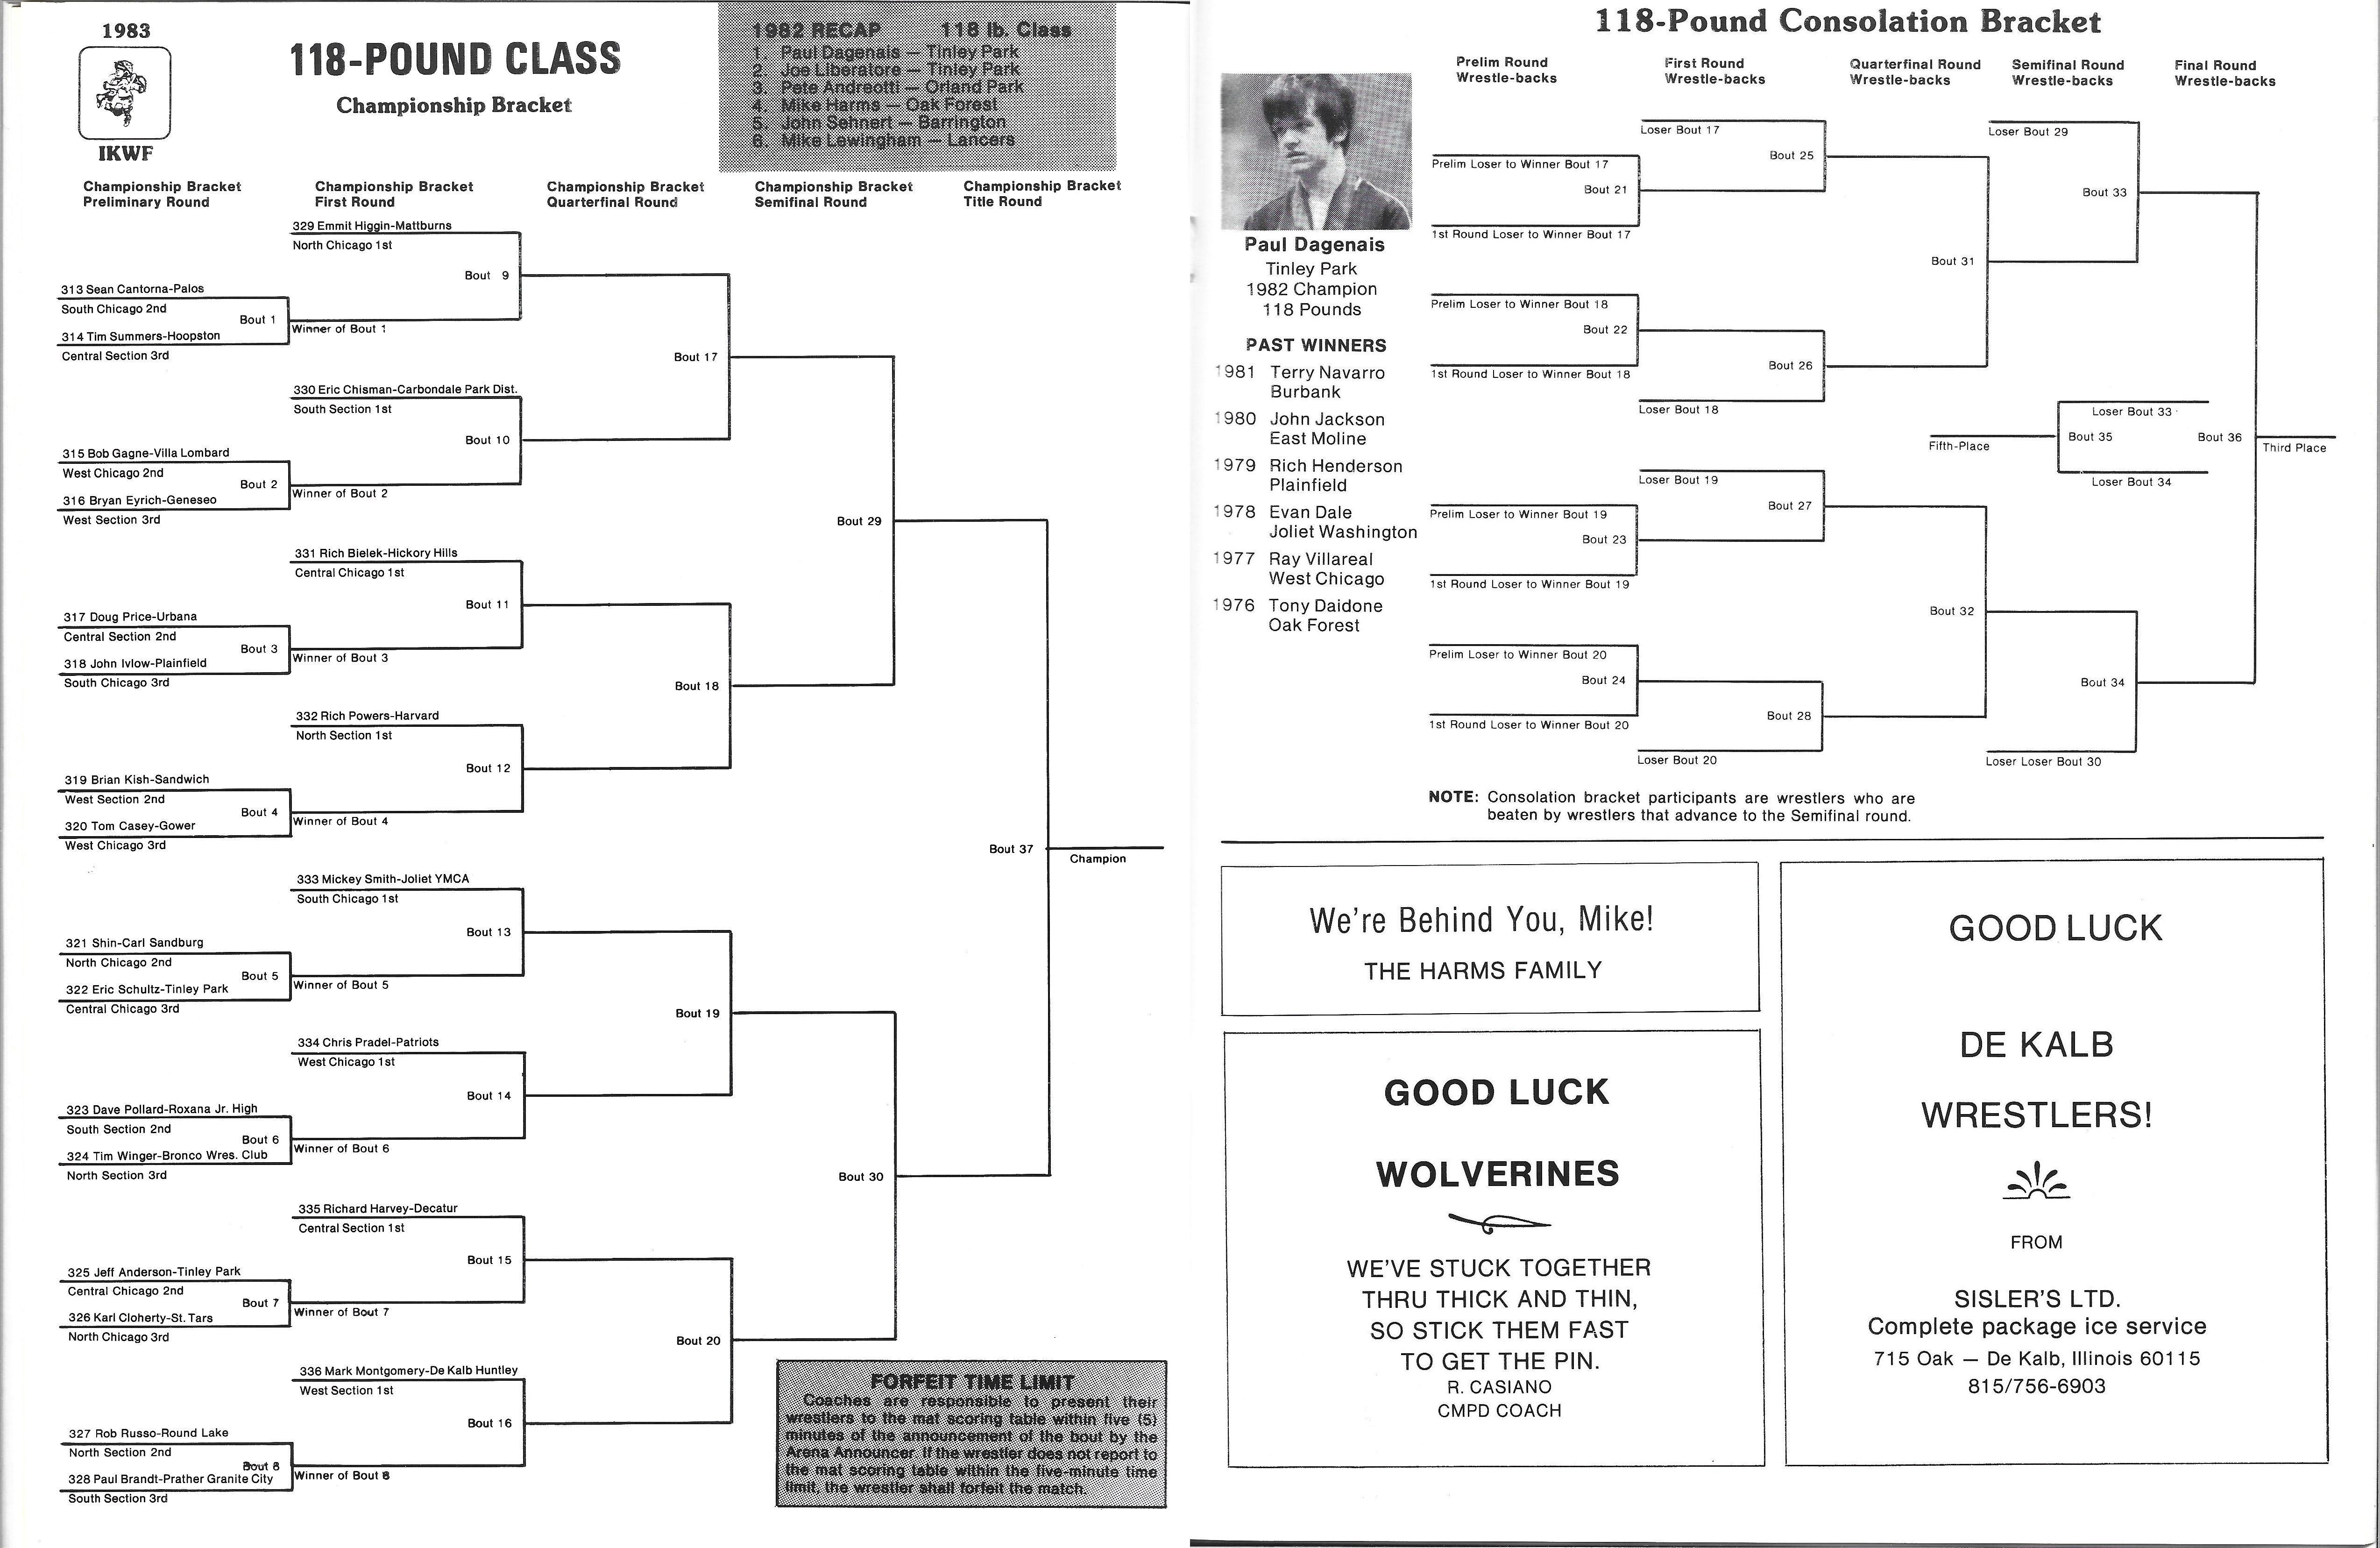 1983
IKWF
118-POUND CLASS
Championship Bracket
1982 RECAP 118 lb. Class
1. Paul Dagenais — Tinley Park
2. Joe Liberatore — Tinley Park
3. Pete Andreotti — Orland Park
4. Mike Harms — Oak Forest
5. John Sehnert — Barrington
6. Mike Lewingham — Lancers
Championship Bracket
Preliminary Round
Championship Bracket
First Round
Championship Bracket
Quarterfinal Round
Championship Bracket
Semifinal Round
Championship Bracket
Title Round
313 Sean Cantorna-Palos
South Chicago 2nd
Bout 1
314 Tim Summers-Hoopston
Central Section 3rd
315 Bob Gagne-Villa Lombard
West Chicago 2nd
Bout 2
316 Bryan Eyrich-Geneseo
West Section 3rd
317 Doug Price-Urbana
Central Section 2nd
Bout 3
318 John Ivlow-Plainfield
South Chicago 3rd
319 Brian Kish-Sandwich
West Section 2nd
Bout 4
320 Tom Casey-Gower
West Chicago 3rd
321 Shin-Carl Sandburg
North Chicago 2nd
Bout 5
322 Eric Schultz-Tinley Park
Central Chicago 3rd
323 Dave Pollard-Roxana Jr. High
South Section 2nd
Bout 6
324 Tim Winger-Bronco Wres. Club
North Section 3rd
325 Jeff Anderson-Tinley Park
Central Chicago 2nd
Bout 7
326 Karl Cloherty-St. Tars
North Chicago 3rd
327 Rob Russo-Round Lake
North Section 2nd
Bout 8
328 Paul Brandt-Prather Granite City
South Section 3rd
329 Emmit Higgin-Mattburns
North Chicago 1st
Bout 9
Winner of Bout 1
330 Eric Chisman-Carbondale Park Dist.
South Section 1st
Bout 10
Winner of Bout 2
331 Rich Bielek-Hickory Hills
Central Chicago 1st
Bout 11
Winner of Bout 3
332 Rich Powers-Harvard
North Section 1st
Bout 12
Winner of Bout 4
333 Mickey Smith-Joliet YMCA
South Chicago 1st
Bout 13
Winner of Bout 5
334 Chris Pradel-Patriots
West Chicago 1st
Bout 14
Winner of Bout 6
335 Richard Harvey-Decatur
Central Section 1st
Bout 15
Winner of Bout 7
336 Mark Montgomery-De Kalb Huntley
West Section 1st
Bout 16
Winner of Bout 8
Bout 17
Bout 18
Bout 19
Bout 20
Bout 29
Bout 30
Bout 37
Champion
FORFEIT TIME LIMIT
Coaches are responsible to present their
wrestlers to the mat scoring table within five (5)
minutes of the announcement of the bout by the
Arena Announcer. If the wrestler does not report to
the mat scoring table within the five-minute time
limit, the wrestler shall forfeit the match.
118-Pound Consolation Bracket
Prelim Round
Wrestle-backs
First Round
Wrestle-backs
Quarterfinal Round
Wrestle-backs
Semifinal Round
Wrestle-backs
Final Round
Wrestle-backs
Paul Dagenais
Tinley Park
1982 Champion
118 Pounds
PAST WINNERS
1981 Terry Navarro
Burbank
1980 John Jackson
East Moline
1979 Rich Henderson
Plainfield
1978 Evan Dale
Joliet Washington
1977 Ray Villareal
West Chicago
1976 Tony Daidone
Oak Forest
Prelim Loser to Winner Bout 17
Bout 21
1st Round Loser to Winner Bout 17
Prelim Loser to Winner Bout 18
Bout 22
1st Round Loser to Winner Bout 18
Prelim Loser to Winner Bout 19
Bout 23
1st Round Loser to Winner Bout 19
Prelim Loser to Winner Bout 20
Bout 24
1st Round Loser to Winner Bout 20
Loser Bout 17
Bout 25
Bout 26
Loser Bout 18
Loser Bout 19
Bout 27
Bout 28
Loser Bout 20
Bout 31
Bout 32
Loser Bout 29
Bout 33
Bout 34
Loser Loser Bout 30
Loser Bout 33
Fifth-Place
Bout 35
Loser Bout 34
Bout 36
Third Place
NOTE: Consolation bracket participants are wrestlers who are
beaten by wrestlers that advance to the Semifinal round.
We're Behind You, Mike!
THE HARMS FAMILY
GOOD LUCK
WOLVERINES
WE'VE STUCK TOGETHER
THRU THICK AND THIN,
SO STICK THEM FAST
TO GET THE PIN.
R. CASIANO
CMPD COACH
GOOD LUCK
DE KALB
WRESTLERS!
FROM
SISLER'S LTD.
Complete package ice service
715 Oak — De Kalb, Illinois 60115
815/756-6903